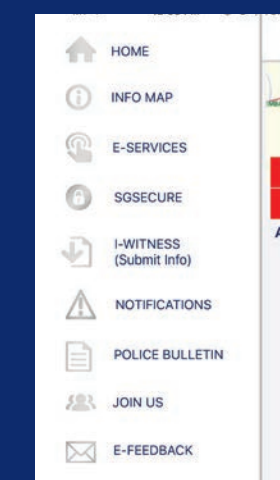 HOME
INFO MAP
E-SERVICES
SGSECURE
I-WITNESS
(Submit Info)
NOTIFICATIONS
POLICE BULLETIN
JOIN US
E-FEEDBACK